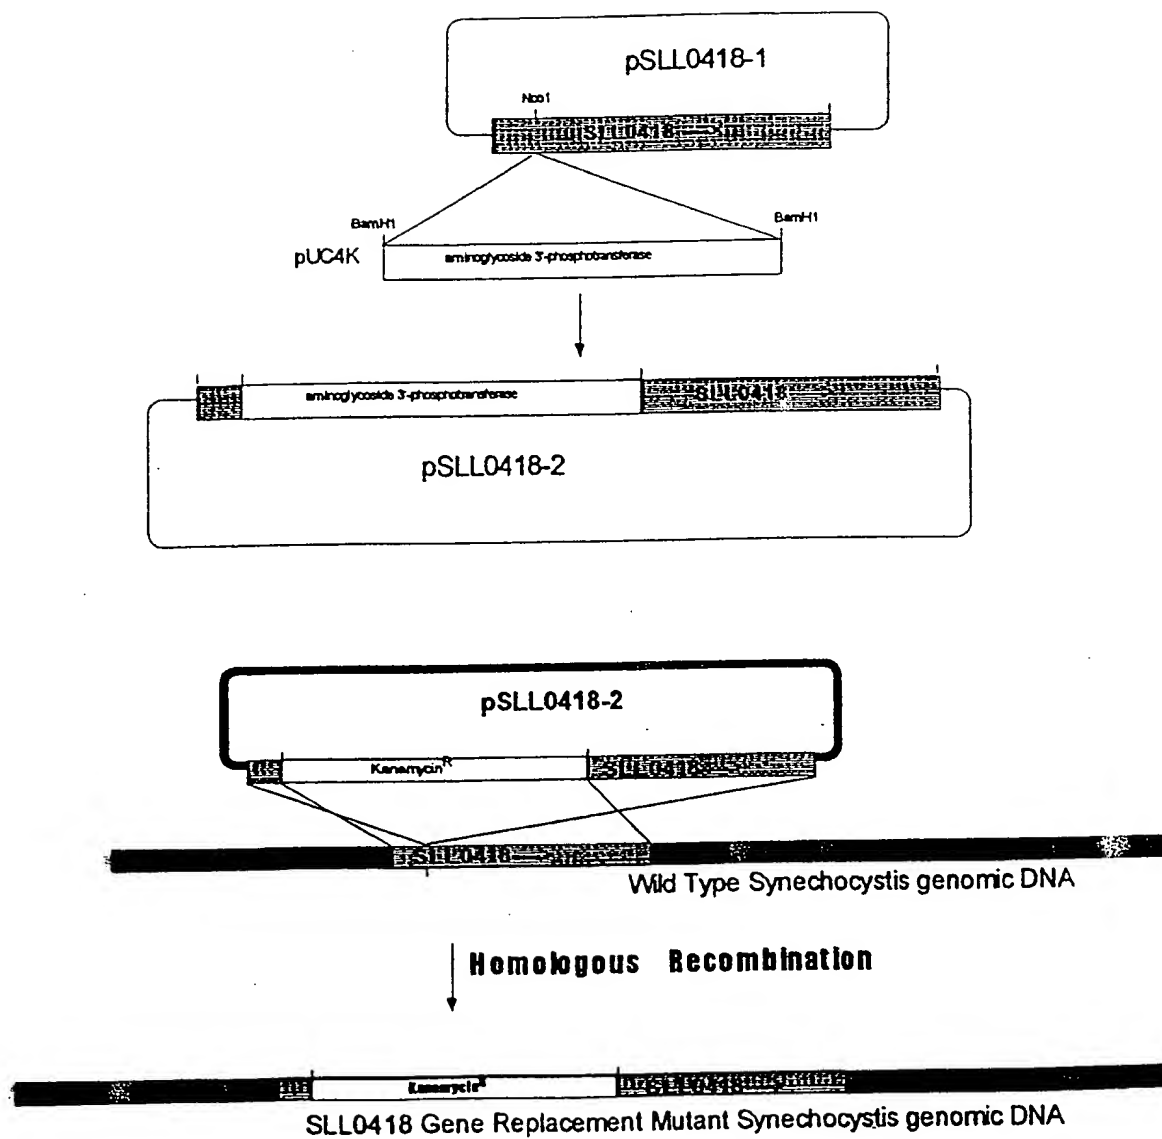 pSLL0418-1
Nco1
SLL0418
BamH1
BamH1
pUC4K
aminoglycoside 3'-phosphotransferase
aminoglycoside 3'-phosphotransferase
SLL0418
pSLL0418-2
pSLL0418-2
Kanamycin^R
SLL0418
SLL0418
Wild Type Synechocystis genomic DNA
Homologous Recombination
Kanamycin^R
SLL0418
SLL0418 Gene Replacement Mutant Synechocystis genomic DNA